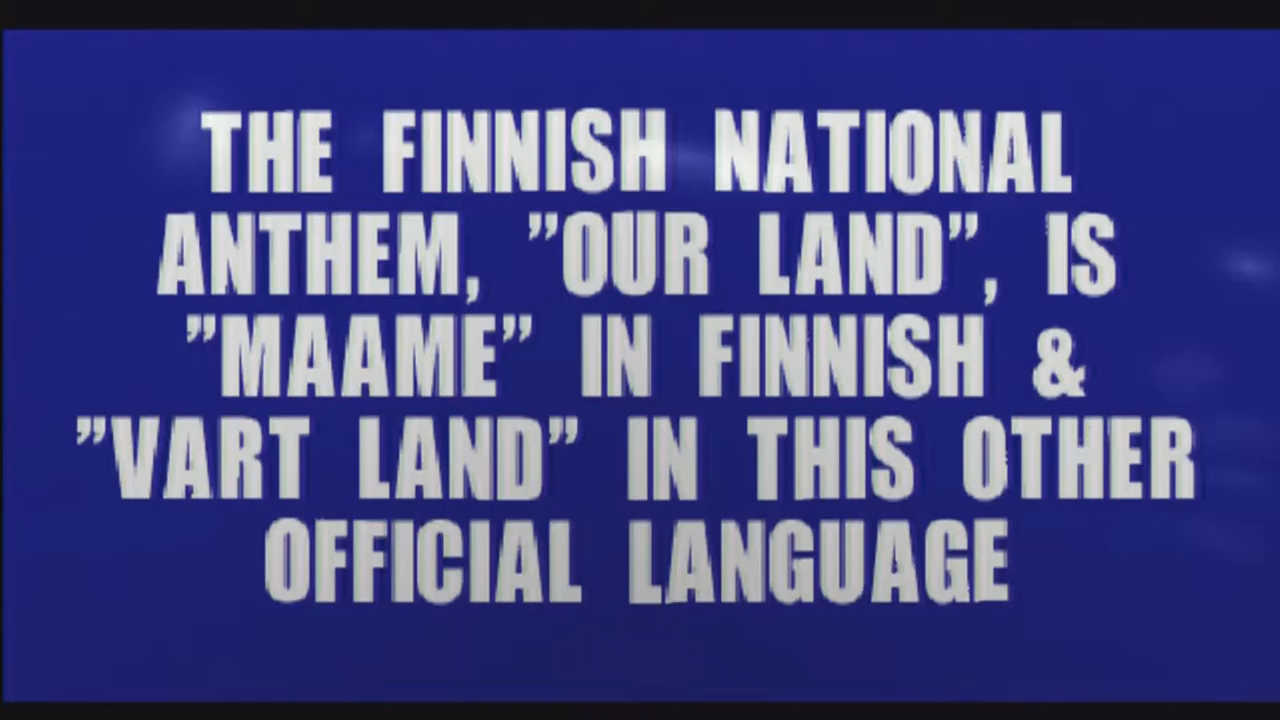 THE FINNISH NATIONAL
ANTHEM, ”OUR LAND”, IS
”MAAME” IN FINNISH &
”VART LAND” IN THIS OTHER
OFFICIAL LANGUAGE